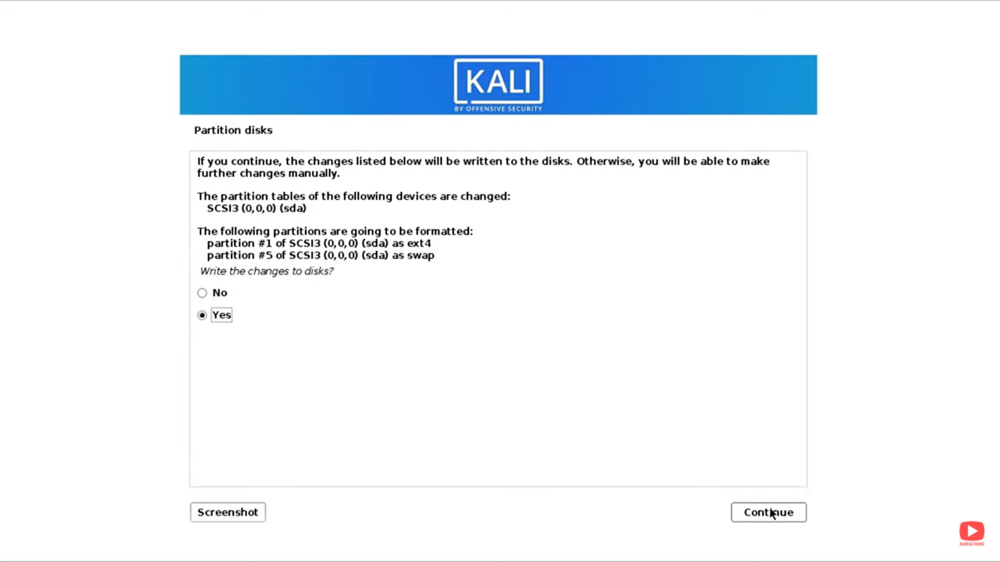 KALI
BY OFFENSIVE SECURITY
Partition disks
If you continue, the changes listed below will be written to the disks. Otherwise, you will be able to make
further changes manually.
The partition tables of the following devices are changed:
SCSI3 (0,0,0) (sda)
The following partitions are going to be formatted:
partition #1 of SCSI3 (0,0,0) (sda) as ext4
partition #5 of SCSI3 (0,0,0) (sda) as swap
Write the changes to disks?
No
Yes
Screenshot
Continue
SUBSCRIBE